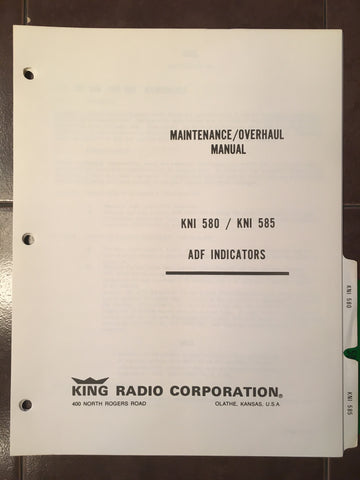 MAINTENANCE/OVERHAUL
MANUAL
KNI 580 / KNI 585
ADF INDICATORS
KNI 580
KNI 585
KING RADIO CORPORATION®
400 NORTH ROGERS ROAD OLATHE, KANSAS, U.S.A